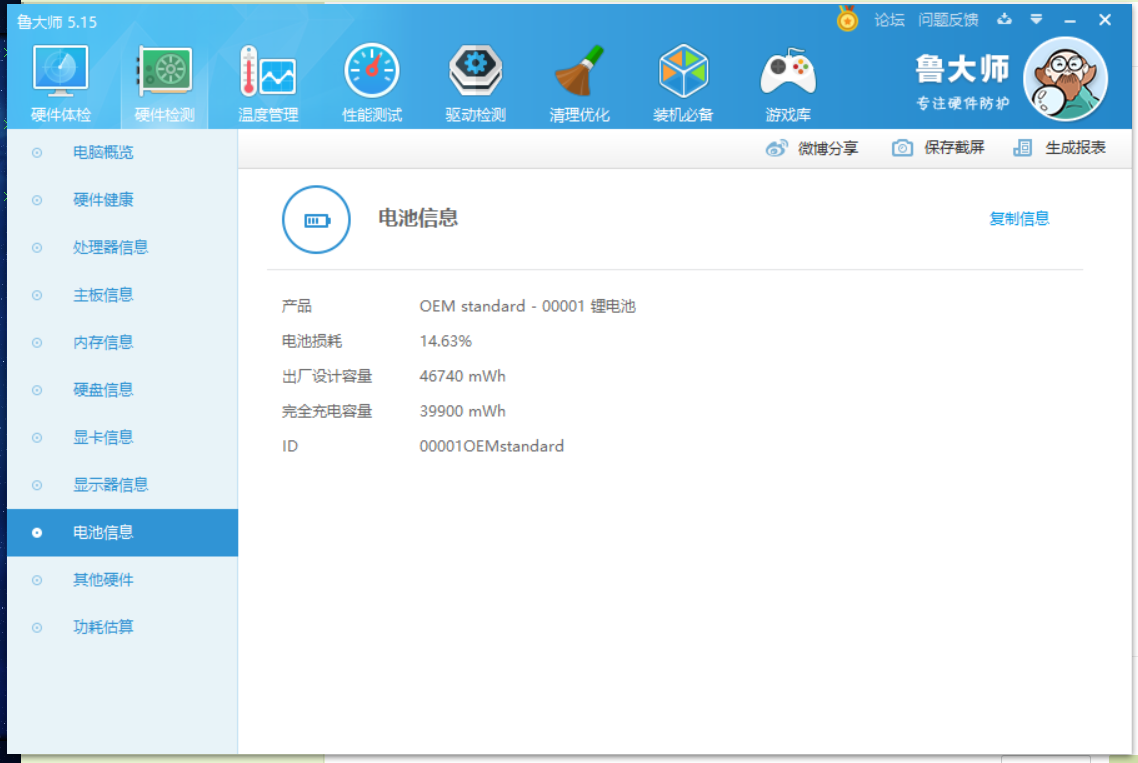 鲁大师 5.15
论坛 问题反馈
硬件体检 硬件检测 温度管理 性能测试 驱动检测 清理优化 装机必备 游戏库
鲁大师
专注硬件防护
微博分享 保存截屏 生成报表
电脑概览
硬件健康
处理器信息
主板信息
内存信息
硬盘信息
显卡信息
显示器信息
电池信息
其他硬件
功耗估算
电池信息 复制信息
产品 OEM standard - 00001 锂电池
电池损耗 14.63%
出厂设计容量 46740 mWh
完全充电容量 39900 mWh
ID 00001OEMstandard